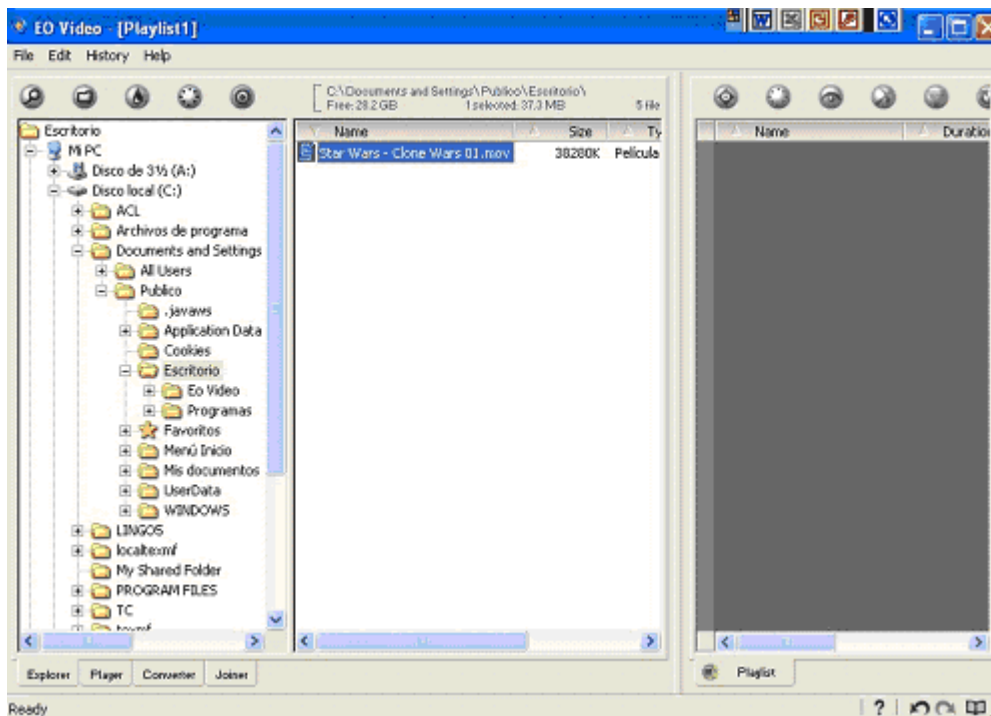 EO Video - [Playlist1]
File Edit History Help
C:\Documents and Settings\Publico\Escritorio\
Free: 28.2 GB 1 selected: 37.3 MB 5 file
Name Size Ty
Star Wars - Clone Wars 01.mov 38280K Película
Name Duration
Escritorio
Mi PC
Disco de 3½ (A:)
Disco local (C:)
ACL
Archivos de programa
Documents and Settings
All Users
Publico
.javaws
Application Data
Cookies
Escritorio
Eo Video
Programas
Favoritos
Menú Inicio
Mis documentos
UserData
WINDOWS
LINGOS
localtexmf
My Shared Folder
PROGRAM FILES
TC
texmf
Explorer Player Converter Joiner
Playlist
Ready